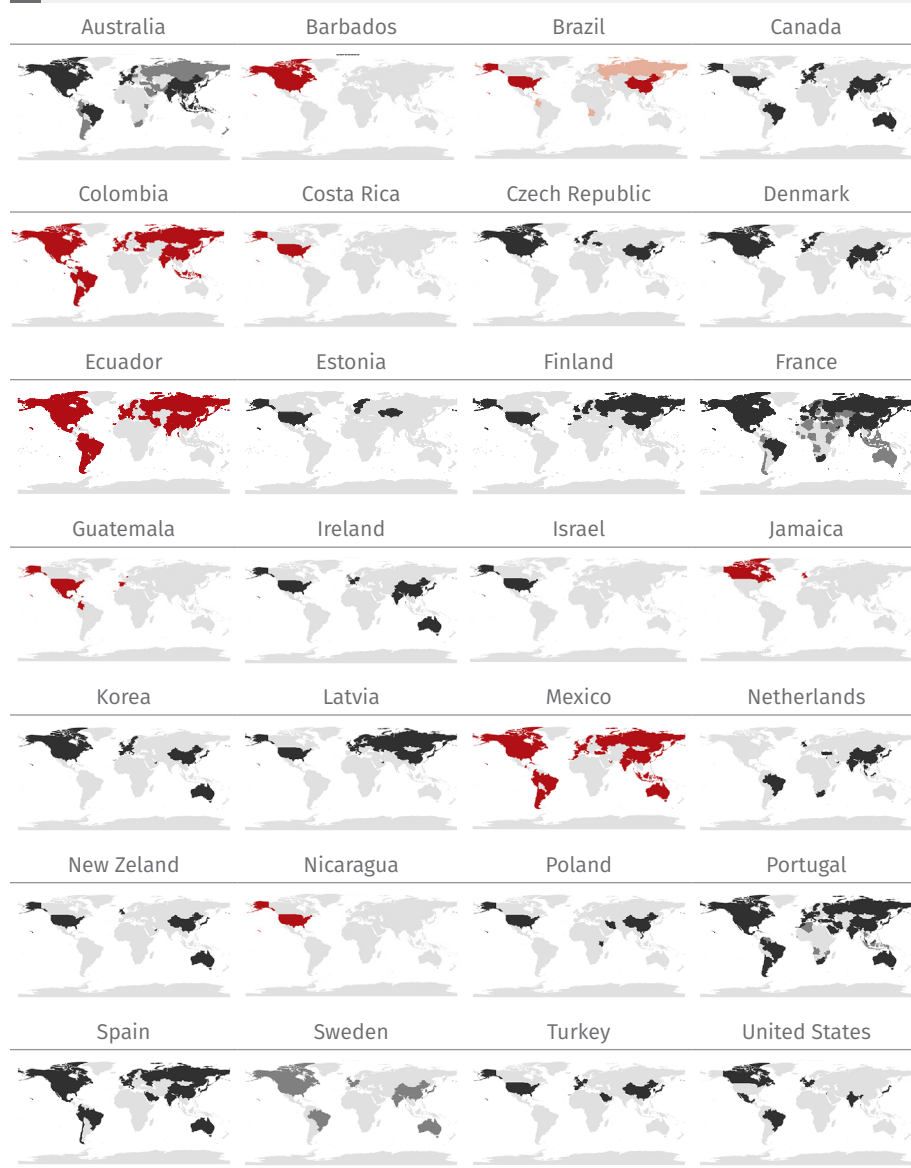 Australia
Barbados
Brazil
Canada
Colombia
Costa Rica
Czech Republic
Denmark
Ecuador
Estonia
Finland
France
Guatemala
Ireland
Israel
Jamaica
Korea
Latvia
Mexico
Netherlands
New Zeland
Nicaragua
Poland
Portugal
Spain
Sweden
Turkey
United States